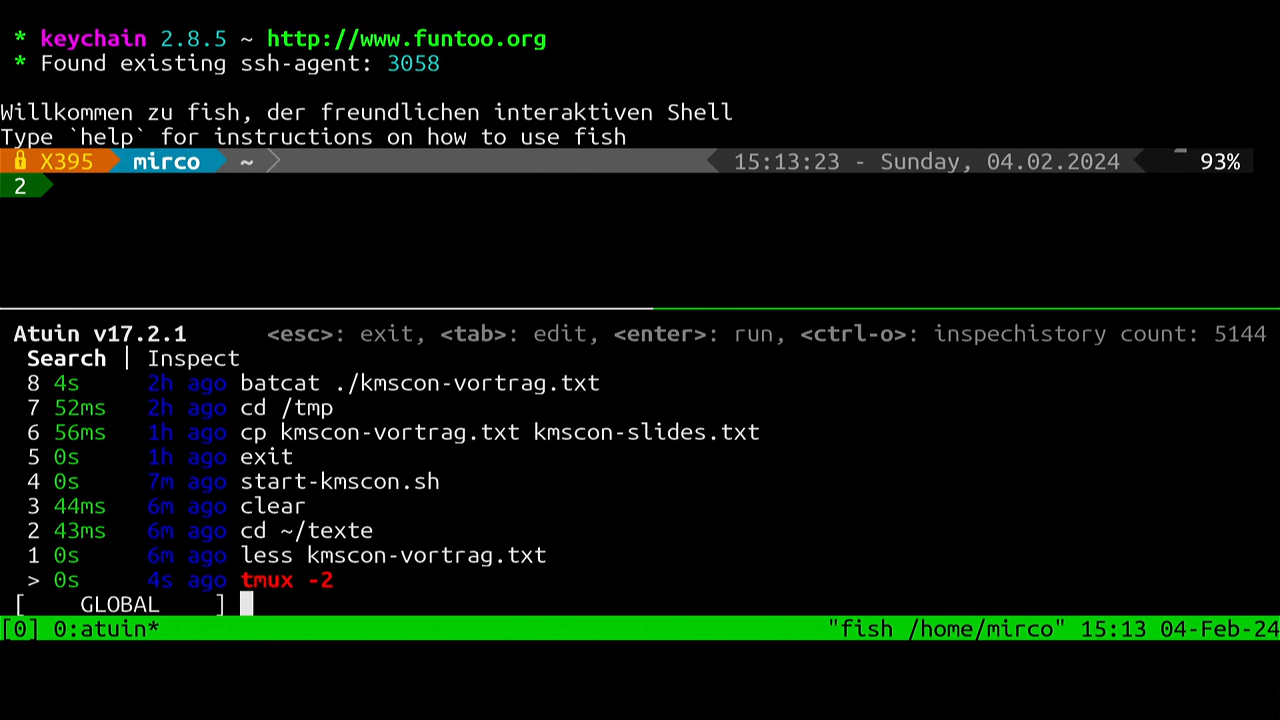 * keychain 2.8.5 ~ http://www.funtoo.org
* Found existing ssh-agent: 3058
Willkommen zu fish, der freundlichen interaktiven Shell
Type `help` for instructions on how to use fish
X395 mirco ~ 15:13:23 - Sunday, 04.02.2024 93%
2
Atuin v17.2.1 <esc>: exit, <tab>: edit, <enter>: run, <ctrl-o>: inspechistory count: 5144
Search | Inspect
8 4s 2h ago batcat ./kmscon-vortrag.txt
7 52ms 2h ago cd /tmp
6 56ms 1h ago cp kmscon-vortrag.txt kmscon-slides.txt
5 0s 1h ago exit
4 0s 7m ago start-kmscon.sh
3 44ms 6m ago clear
2 43ms 6m ago cd ~/texte
1 0s 6m ago less kmscon-vortrag.txt
> 0s 4s ago tmux -2
[ GLOBAL ]
[0] 0:atuin* "fish /home/mirco" 15:13 04-Feb-24